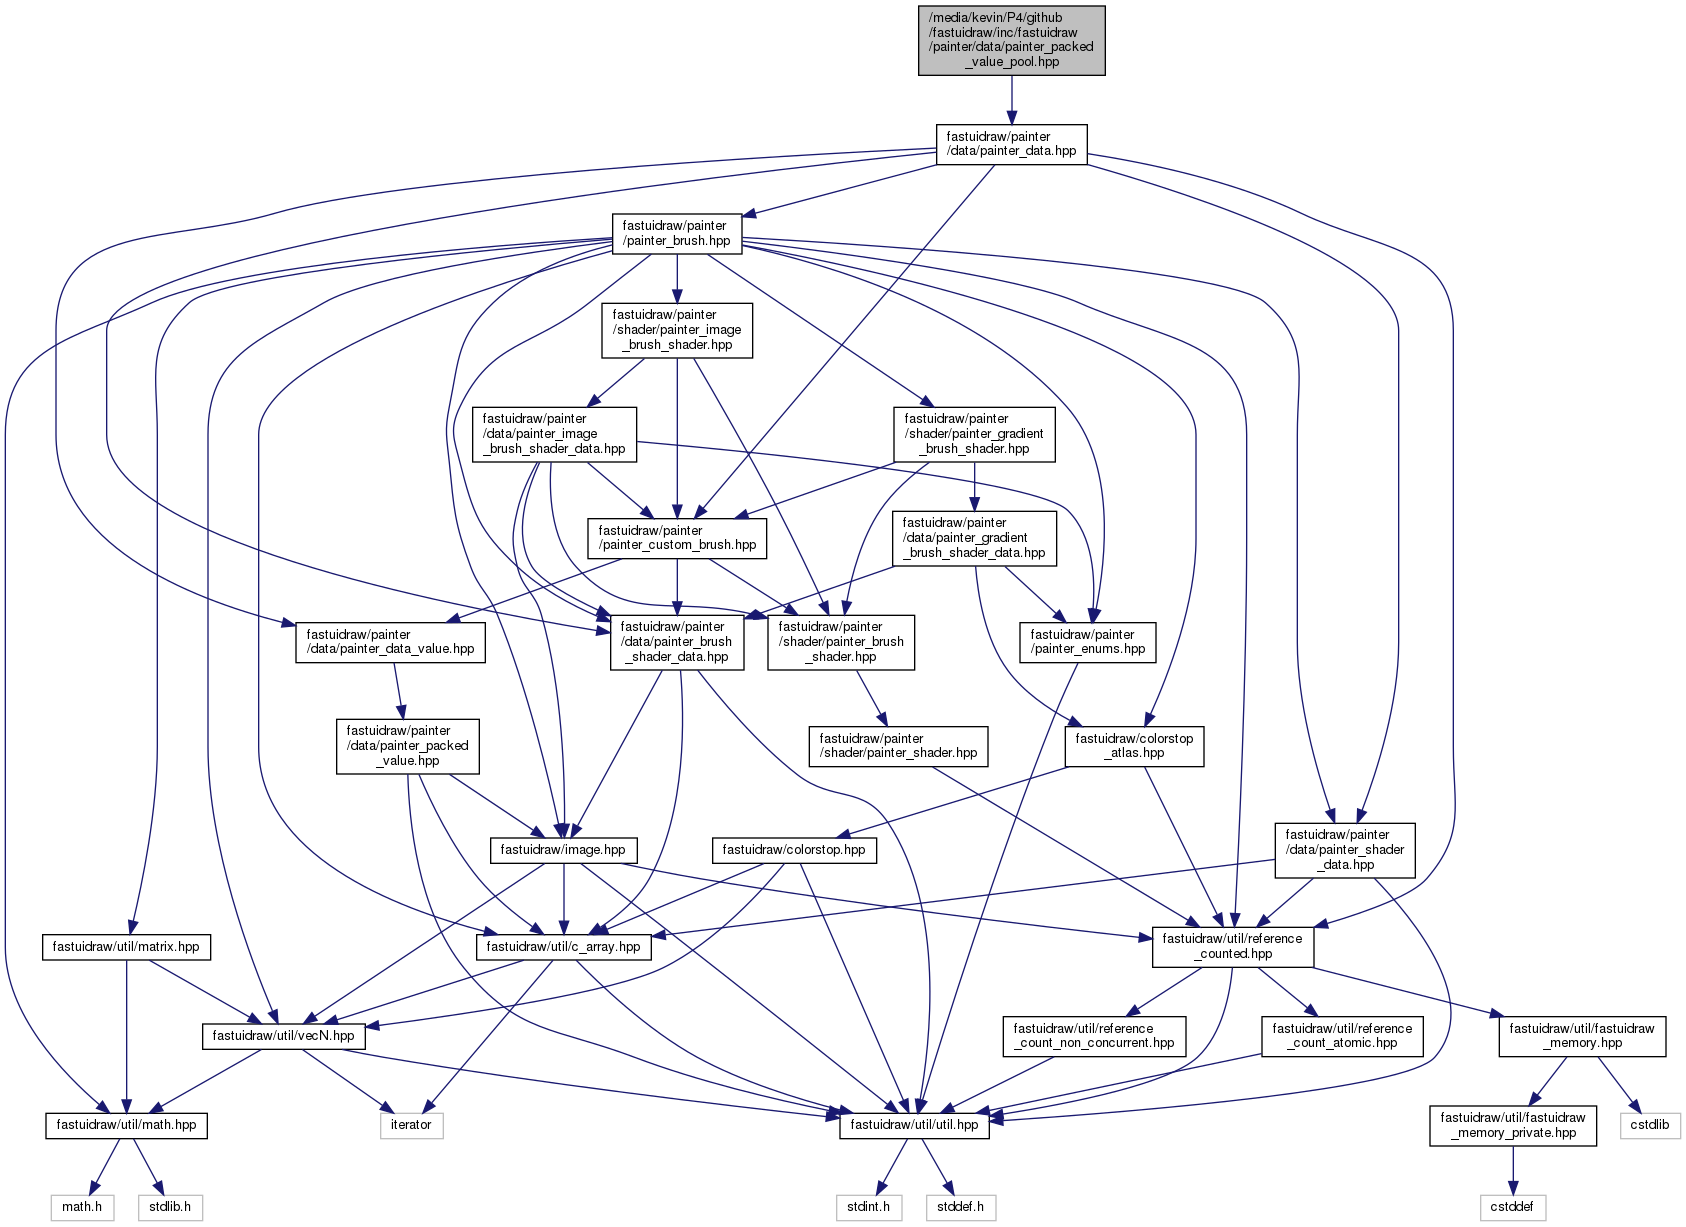 /media/kevin/P4/github
/fastuidraw/inc/fastuidraw
/painter/data/painter_packed
_value_pool.hpp
fastuidraw/painter
/data/painter_data.hpp
fastuidraw/painter
/painter_brush.hpp
fastuidraw/painter
/shader/painter_image
_brush_shader.hpp
fastuidraw/painter
/data/painter_image
_brush_shader_data.hpp
fastuidraw/painter
/shader/painter_gradient
_brush_shader.hpp
fastuidraw/painter
/painter_custom_brush.hpp
fastuidraw/painter
/data/painter_gradient
_brush_shader_data.hpp
fastuidraw/painter
/data/painter_data_value.hpp
fastuidraw/painter
/data/painter_brush
_shader_data.hpp
fastuidraw/painter
/shader/painter_brush
_shader.hpp
fastuidraw/painter
/painter_enums.hpp
fastuidraw/painter
/data/painter_packed
_value.hpp
fastuidraw/painter
/shader/painter_shader.hpp
fastuidraw/colorstop
_atlas.hpp
fastuidraw/image.hpp
fastuidraw/colorstop.hpp
fastuidraw/painter
/data/painter_shader
_data.hpp
fastuidraw/util/matrix.hpp
fastuidraw/util/c_array.hpp
fastuidraw/util/reference
_counted.hpp
fastuidraw/util/vecN.hpp
fastuidraw/util/reference
_count_non_concurrent.hpp
fastuidraw/util/reference
_count_atomic.hpp
fastuidraw/util/fastuidraw
_memory.hpp
fastuidraw/util/math.hpp
iterator
fastuidraw/util/util.hpp
fastuidraw/util/fastuidraw
_memory_private.hpp
cstdlib
math.h
stdlib.h
stdint.h
stddef.h
cstddef